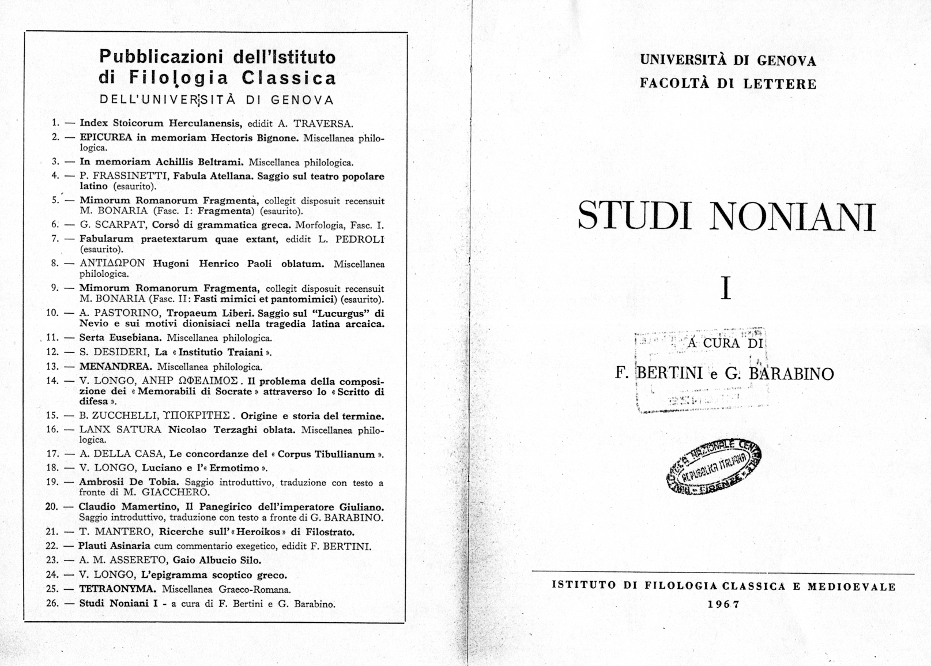 Pubblicazioni dell'Istituto
di Filologia Classica
DELL'UNIVERSITÀ DI GENOVA
1. — Index Stoicorum Herculanensis, edidit A. TRAVERSA.
2. — EPICUREA in memoriam Hectoris Bignone. Miscellanea philo-
logica.
3. — In memoriam Achillis Beltrami. Miscellanea philologica.
4. — P. FRASSINETTI, Fabula Atellana. Saggio sul teatro popolare
latino (esaurito).
5. — Mimorum Romanorum Fragmenta, collegit disposuit recensuit
M. BONARIA (Fasc. I: Fragmenta) (esaurito).
6. — G. SCARPAT, Corso di grammatica greca. Morfologia, Fasc. I.
7. — Fabularum praetextarum quae extant, edidit L. PEDROLI
(esaurito).
8. — ΑΝΤΙΔΩΡΟΝ Hugoni Henrico Paoli oblatum. Miscellanea
philologica.
9. — Mimorum Romanorum Fragmenta, collegit disposuit recensuit
M. BONARIA (Fasc. II: Fasti mimici et pantomimici) (esaurito).
10. — A. PASTORINO, Tropaeum Liberi. Saggio sul "Lucurgus" di
Nevio e sui motivi dionisiaci nella tragedia latina arcaica.
11. — Serta Eusebiana. Miscellanea philologica.
12. — S. DESIDERI, La « Institutio Traiani ».
13. — MENANDREA. Miscellanea philologica.
14. — V. LONGO, ΑΝΗΡ ΩΦΕΛΙΜΟΣ. Il problema della composi-
zione dei « Memorabili di Socrate » attraverso lo « Scritto di
difesa ».
15. — B. ZUCCHELLI, ΥΠΟΚΡΙΤΗΣ. Origine e storia del termine.
16. — LANX SATURA Nicolao Terzaghi oblata. Miscellanea philo-
logica.
17. — A. DELLA CASA, Le concordanze del « Corpus Tibullianum ».
18. — V. LONGO, Luciano e l'« Ermotimo ».
19. — Ambrosii De Tobia. Saggio introduttivo, traduzione con testo a
fronte di M. GIACCHERO.
20. — Claudio Mamertino, Il Panegirico dell'imperatore Giuliano.
Saggio introduttivo, traduzione con testo a fronte di G. BARABINO.
21. — T. MANTERO, Ricerche sull'«Heroikos» di Filostrato.
22. — Plauti Asinaria cum commentario exegetico, edidit F. BERTINI.
23. — A. M. ASSERETO, Gaio Albucio Silo.
24. — V. LONGO, L'epigramma scoptico greco.
25. — TETRAONYMA. Miscellanea Graeco-Romana.
26. — Studi Noniani I - a cura di F. Bertini e G. Barabino.
UNIVERSITÀ DI GENOVA
FACOLTÀ DI LETTERE
STUDI NONIANI
I
A CURA DI
F. BERTINI e G. BARABINO
NAZIONALE CENTRALE
REPUBBLICA ITALIANA
FIRENZE
ISTITUTO DI FILOLOGIA CLASSICA E MEDIOEVALE
1967